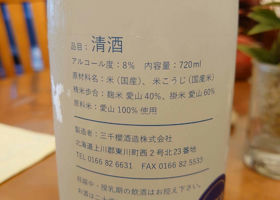 品目：清酒
アルコール度：8％　内容量：720ml
原材料：米（国産）、米こうじ（国産米）
精米歩合：麹米 愛山40％、掛米 愛山60％
原料米：愛山100％使用
製造者：三千櫻酒造株式会社
北海道上川郡東川町西2号北23番地
TEL 0166 82 6631　FAX 0166 82 5533
妊娠中・授乳期の飲酒はお控え下さい。